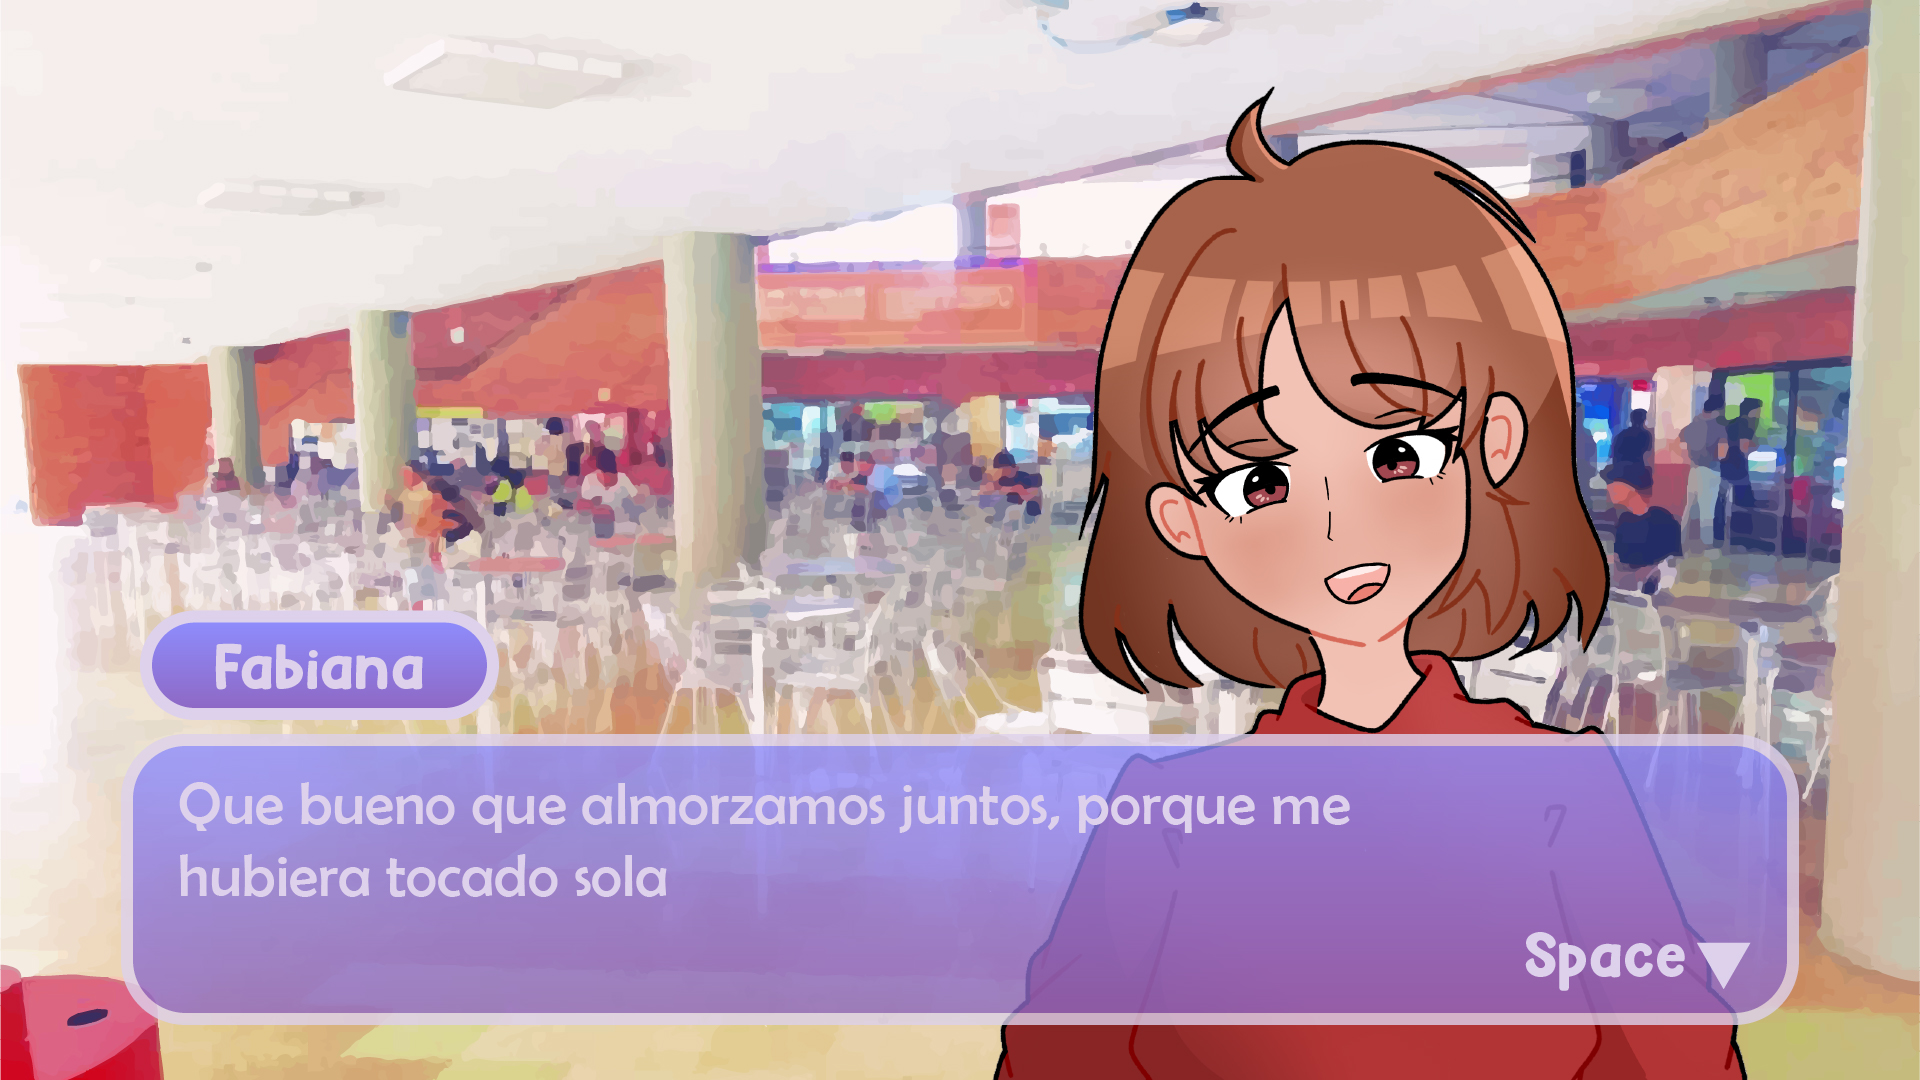 Fabiana
Que bueno que almorzamos juntos, porque me
hubiera tocado sola
Space